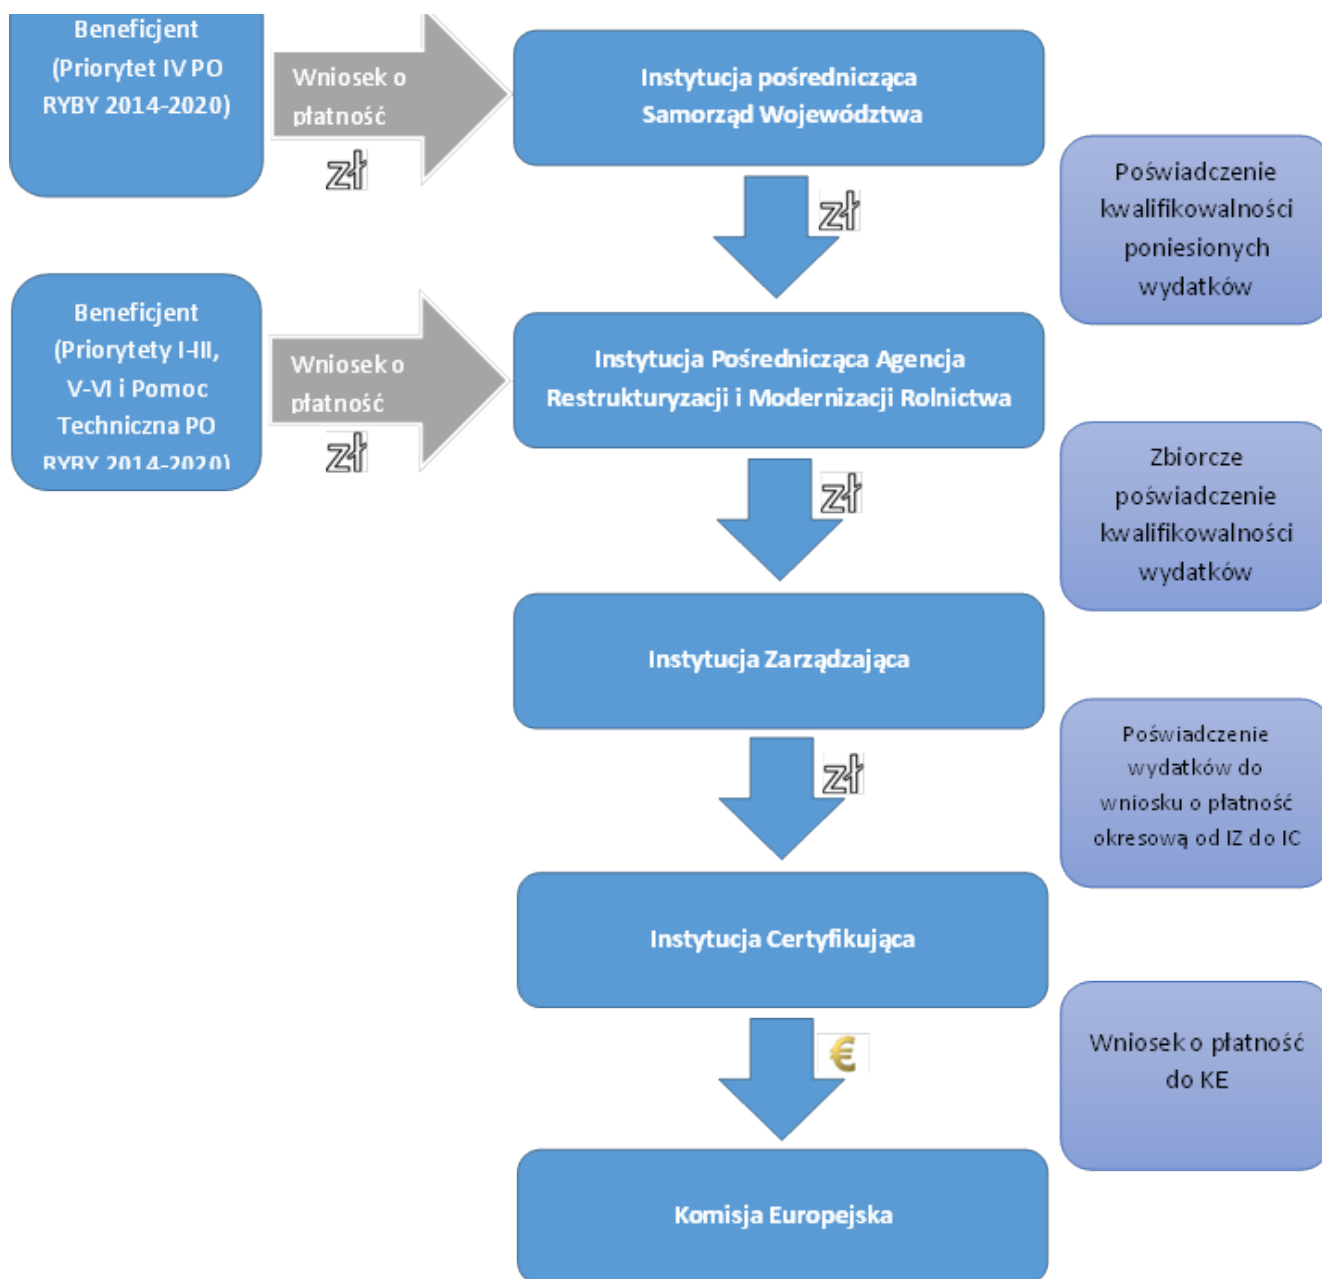 Beneficjent
(Priorytet IV PO
RYBY 2014-2020)
Wniosek o
płatność
zł
Instytucja pośrednicząca
Samorząd Województwa
zł
Poświadczenie
kwalifikowalności
poniesionych
wydatków
Beneficjent
(Priorytety I-III,
V-VI i Pomoc
Techniczna PO
RYBY 2014-2020)
Wniosek o
płatność
zł
Instytucja Pośrednicząca Agencja
Restrukturyzacji i Modernizacji Rolnictwa
zł
Zbiorcze
poświadczenie
kwalifikowalności
wydatków
Instytucja Zarządzająca
zł
Poświadczenie
wydatków do
wniosku o płatność
okresową od IZ do IC
Instytucja Certyfikująca
€
Wniosek o płatność
do KE
Komisja Europejska